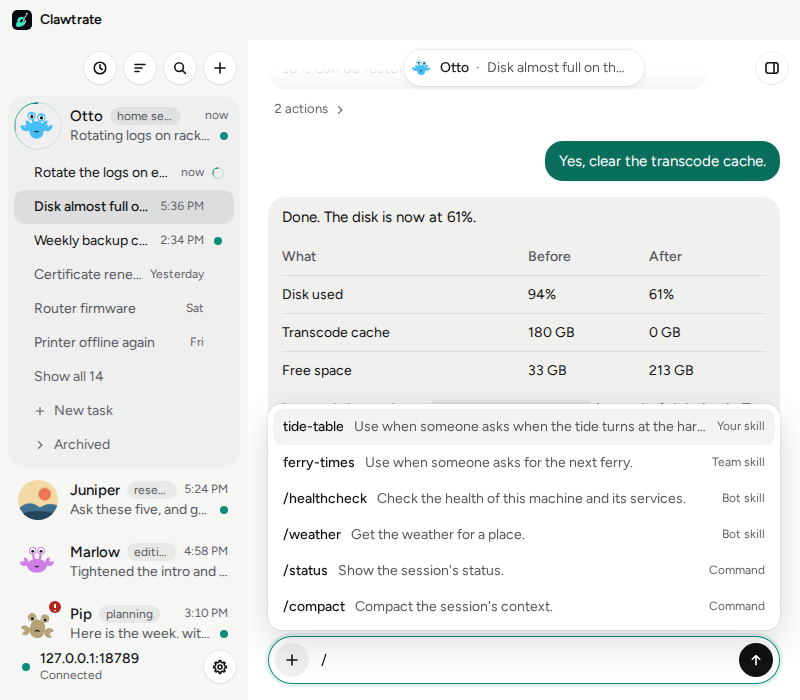 Clawtrate
Otto home se... now
Rotating logs on rack...
Rotate the logs on e... now
Disk almost full o... 5:36 PM
Weekly backup c... 2:34 PM
Certificate rene... Yesterday
Router firmware Sat
Printer offline again Fri
Show all 14
New task
Archived
Juniper rese... 5:24 PM
Ask these five, and g...
Marlow editi... 4:58 PM
Tightened the intro and ...
Pip planning 3:10 PM
Here is the week. wit...
127.0.0.1:18789
Connected
Otto · Disk almost full on th...
2 actions
Yes, clear the transcode cache.
Done. The disk is now at 61%.
What Before After
Disk used 94% 61%
Transcode cache 180 GB 0 GB
Free space 33 GB 213 GB
tide-table Use when someone asks when the tide turns at the har... Your skill
ferry-times Use when someone asks for the next ferry. Team skill
/healthcheck Check the health of this machine and its services. Bot skill
/weather Get the weather for a place. Bot skill
/status Show the session's status. Command
/compact Compact the session's context. Command
/